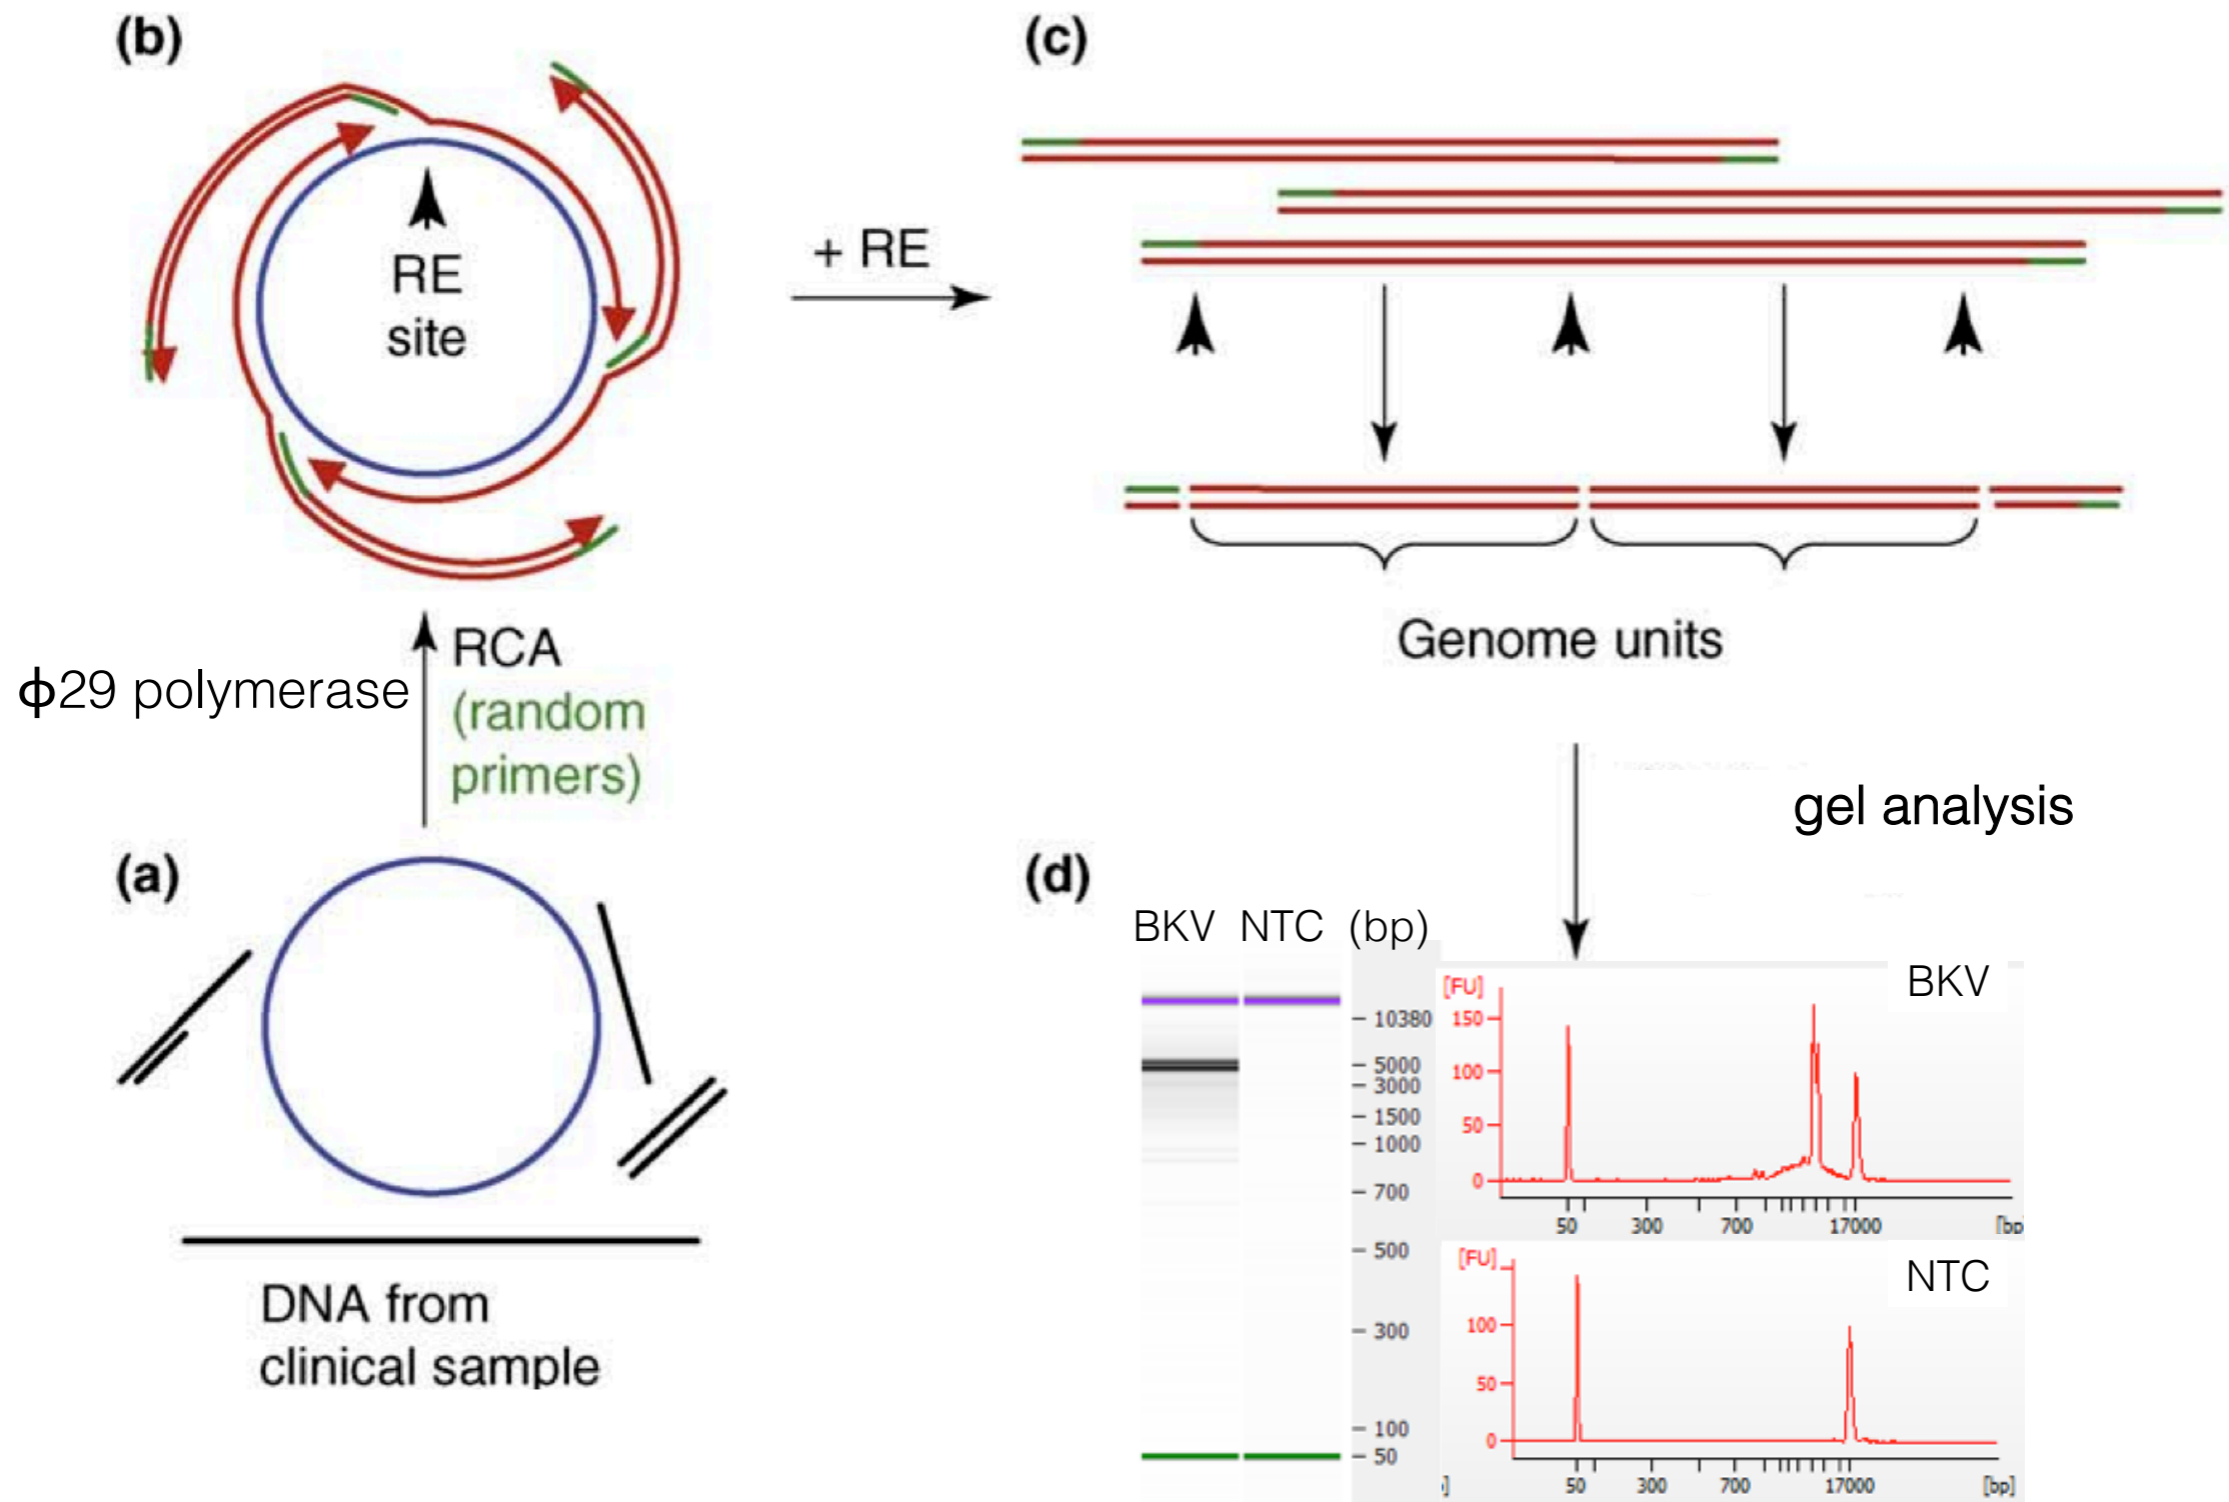 (b)
RE
site
+ RE
(c)
Genome units
ϕ29 polymerase
RCA
(random
primers)
(a)
DNA from
clinical sample
gel analysis
(d)
BKV NTC (bp)
10380
5000
3000
1500
1000
700
500
300
100
50
[FU]
BKV
150
100
50
0
50 300 700 17000
[FU]
NTC
100
50
0
50 300 700 17000 [bp]